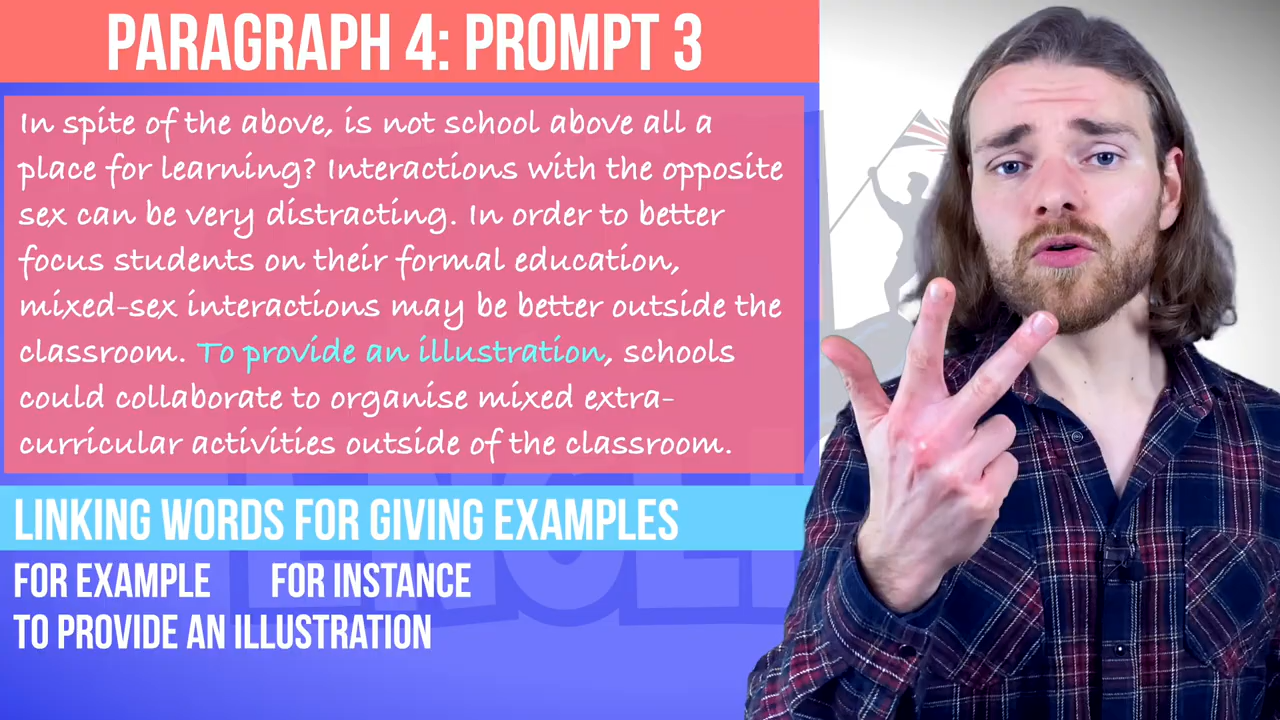 PARAGRAPH 4: PROMPT 3
In spite of the above, is not school above all a
place for learning? Interactions with the opposite
sex can be very distracting. In order to better
focus students on their formal education,
mixed-sex interactions may be better outside the
classroom. To provide an illustration, schools
could collaborate to organise mixed extra-
curricular activities outside of the classroom.
LINKING WORDS FOR GIVING EXAMPLES
FOR EXAMPLE FOR INSTANCE
TO PROVIDE AN ILLUSTRATION